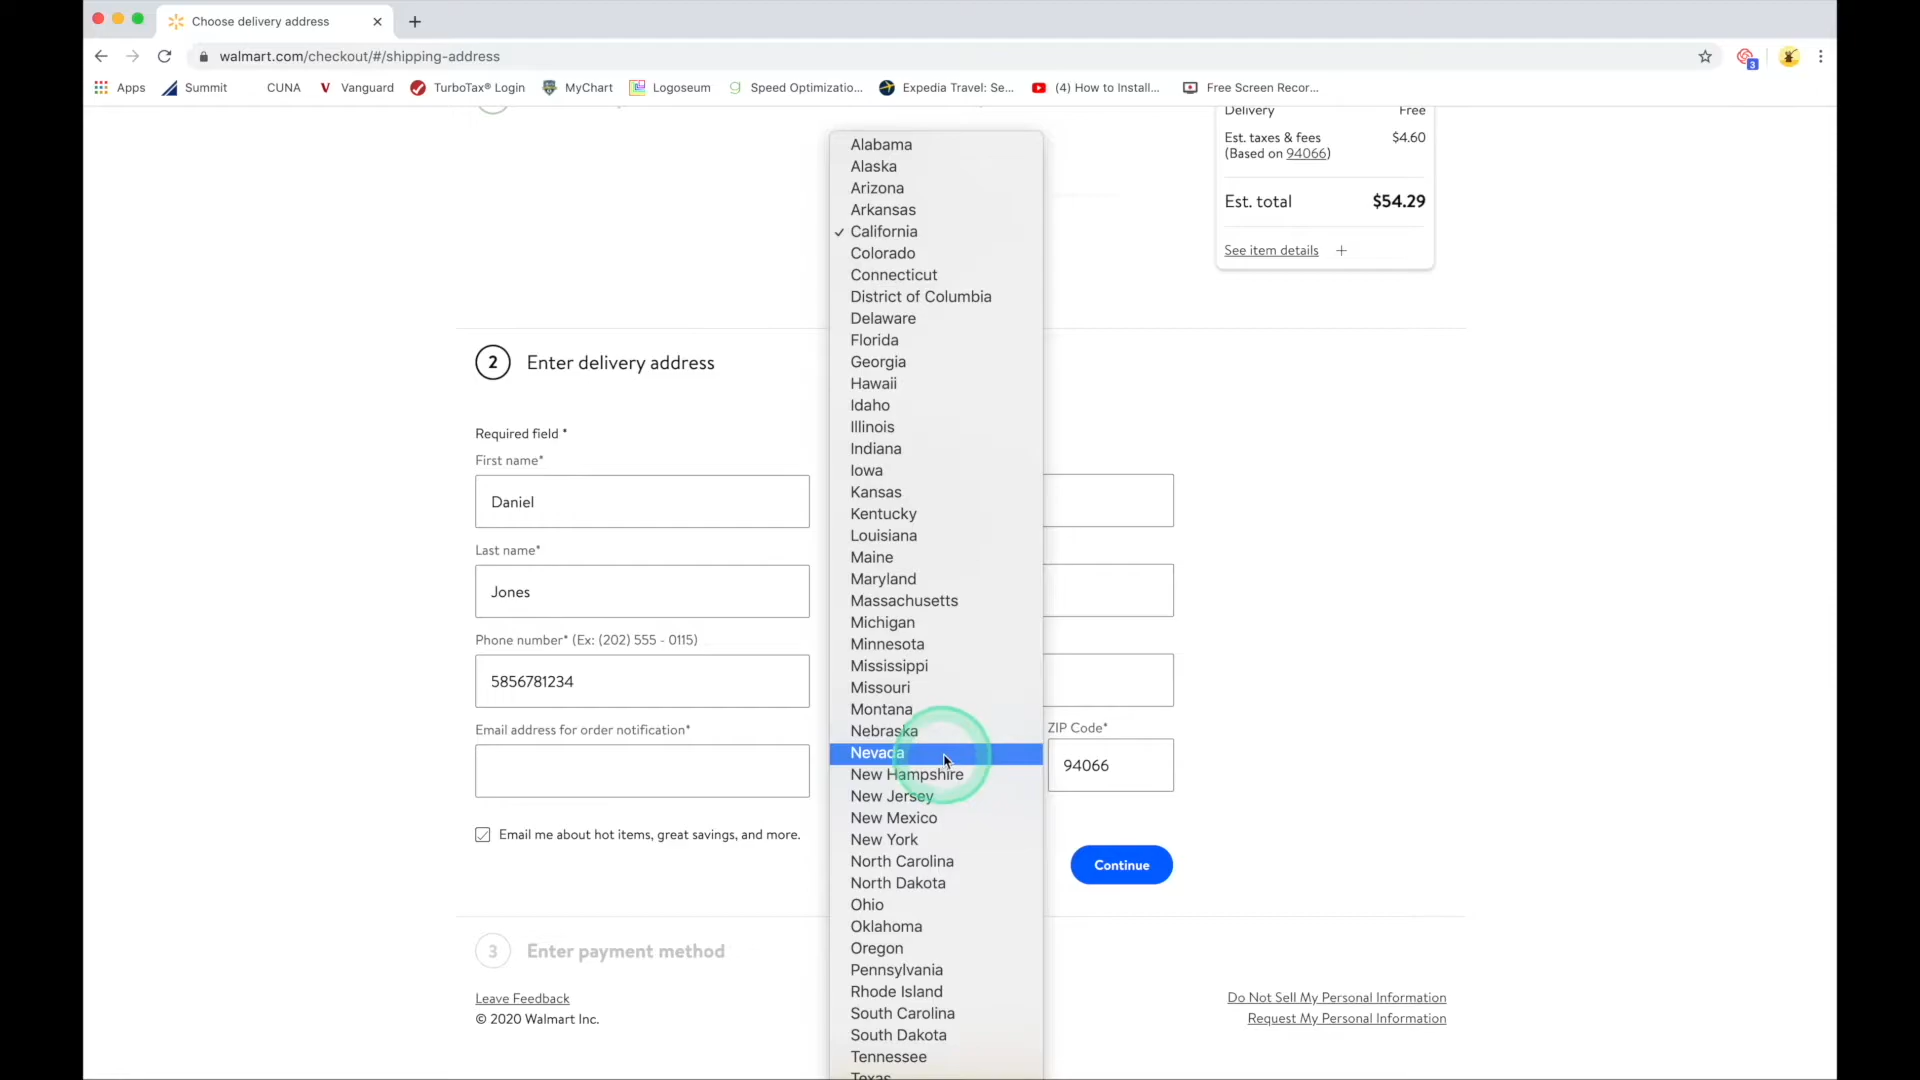 Choose delivery address
walmart.com/checkout/#/shipping-address
3
Apps
Summit
CUNA
Vanguard
TurboTax® Login
MyChart
Logoseum
Speed Optimizatio...
Expedia Travel: Se...
(4) How to Install...
Free Screen Recor...
Delivery Free
Est. taxes & fees $4.60
(Based on 94066)
Est. total $54.29
See item details +
2 Enter delivery address
Required field *
First name*
Daniel
Last name*
Jones
Phone number* (Ex: (202) 555 - 0115)
5856781234
Email address for order notification*
Email me about hot items, great savings, and more.
Alabama
Alaska
Arizona
Arkansas
✓ California
Colorado
Connecticut
District of Columbia
Delaware
Florida
Georgia
Hawaii
Idaho
Illinois
Indiana
Iowa
Kansas
Kentucky
Louisiana
Maine
Maryland
Massachusetts
Michigan
Minnesota
Mississippi
Missouri
Montana
Nebraska
Nevada
New Hampshire
New Jersey
New Mexico
New York
North Carolina
North Dakota
Ohio
Oklahoma
Oregon
Pennsylvania
Rhode Island
South Carolina
South Dakota
Tennessee
Texas
ZIP Code*
94066
Continue
3 Enter payment method
Leave Feedback
© 2020 Walmart Inc.
Do Not Sell My Personal Information
Request My Personal Information